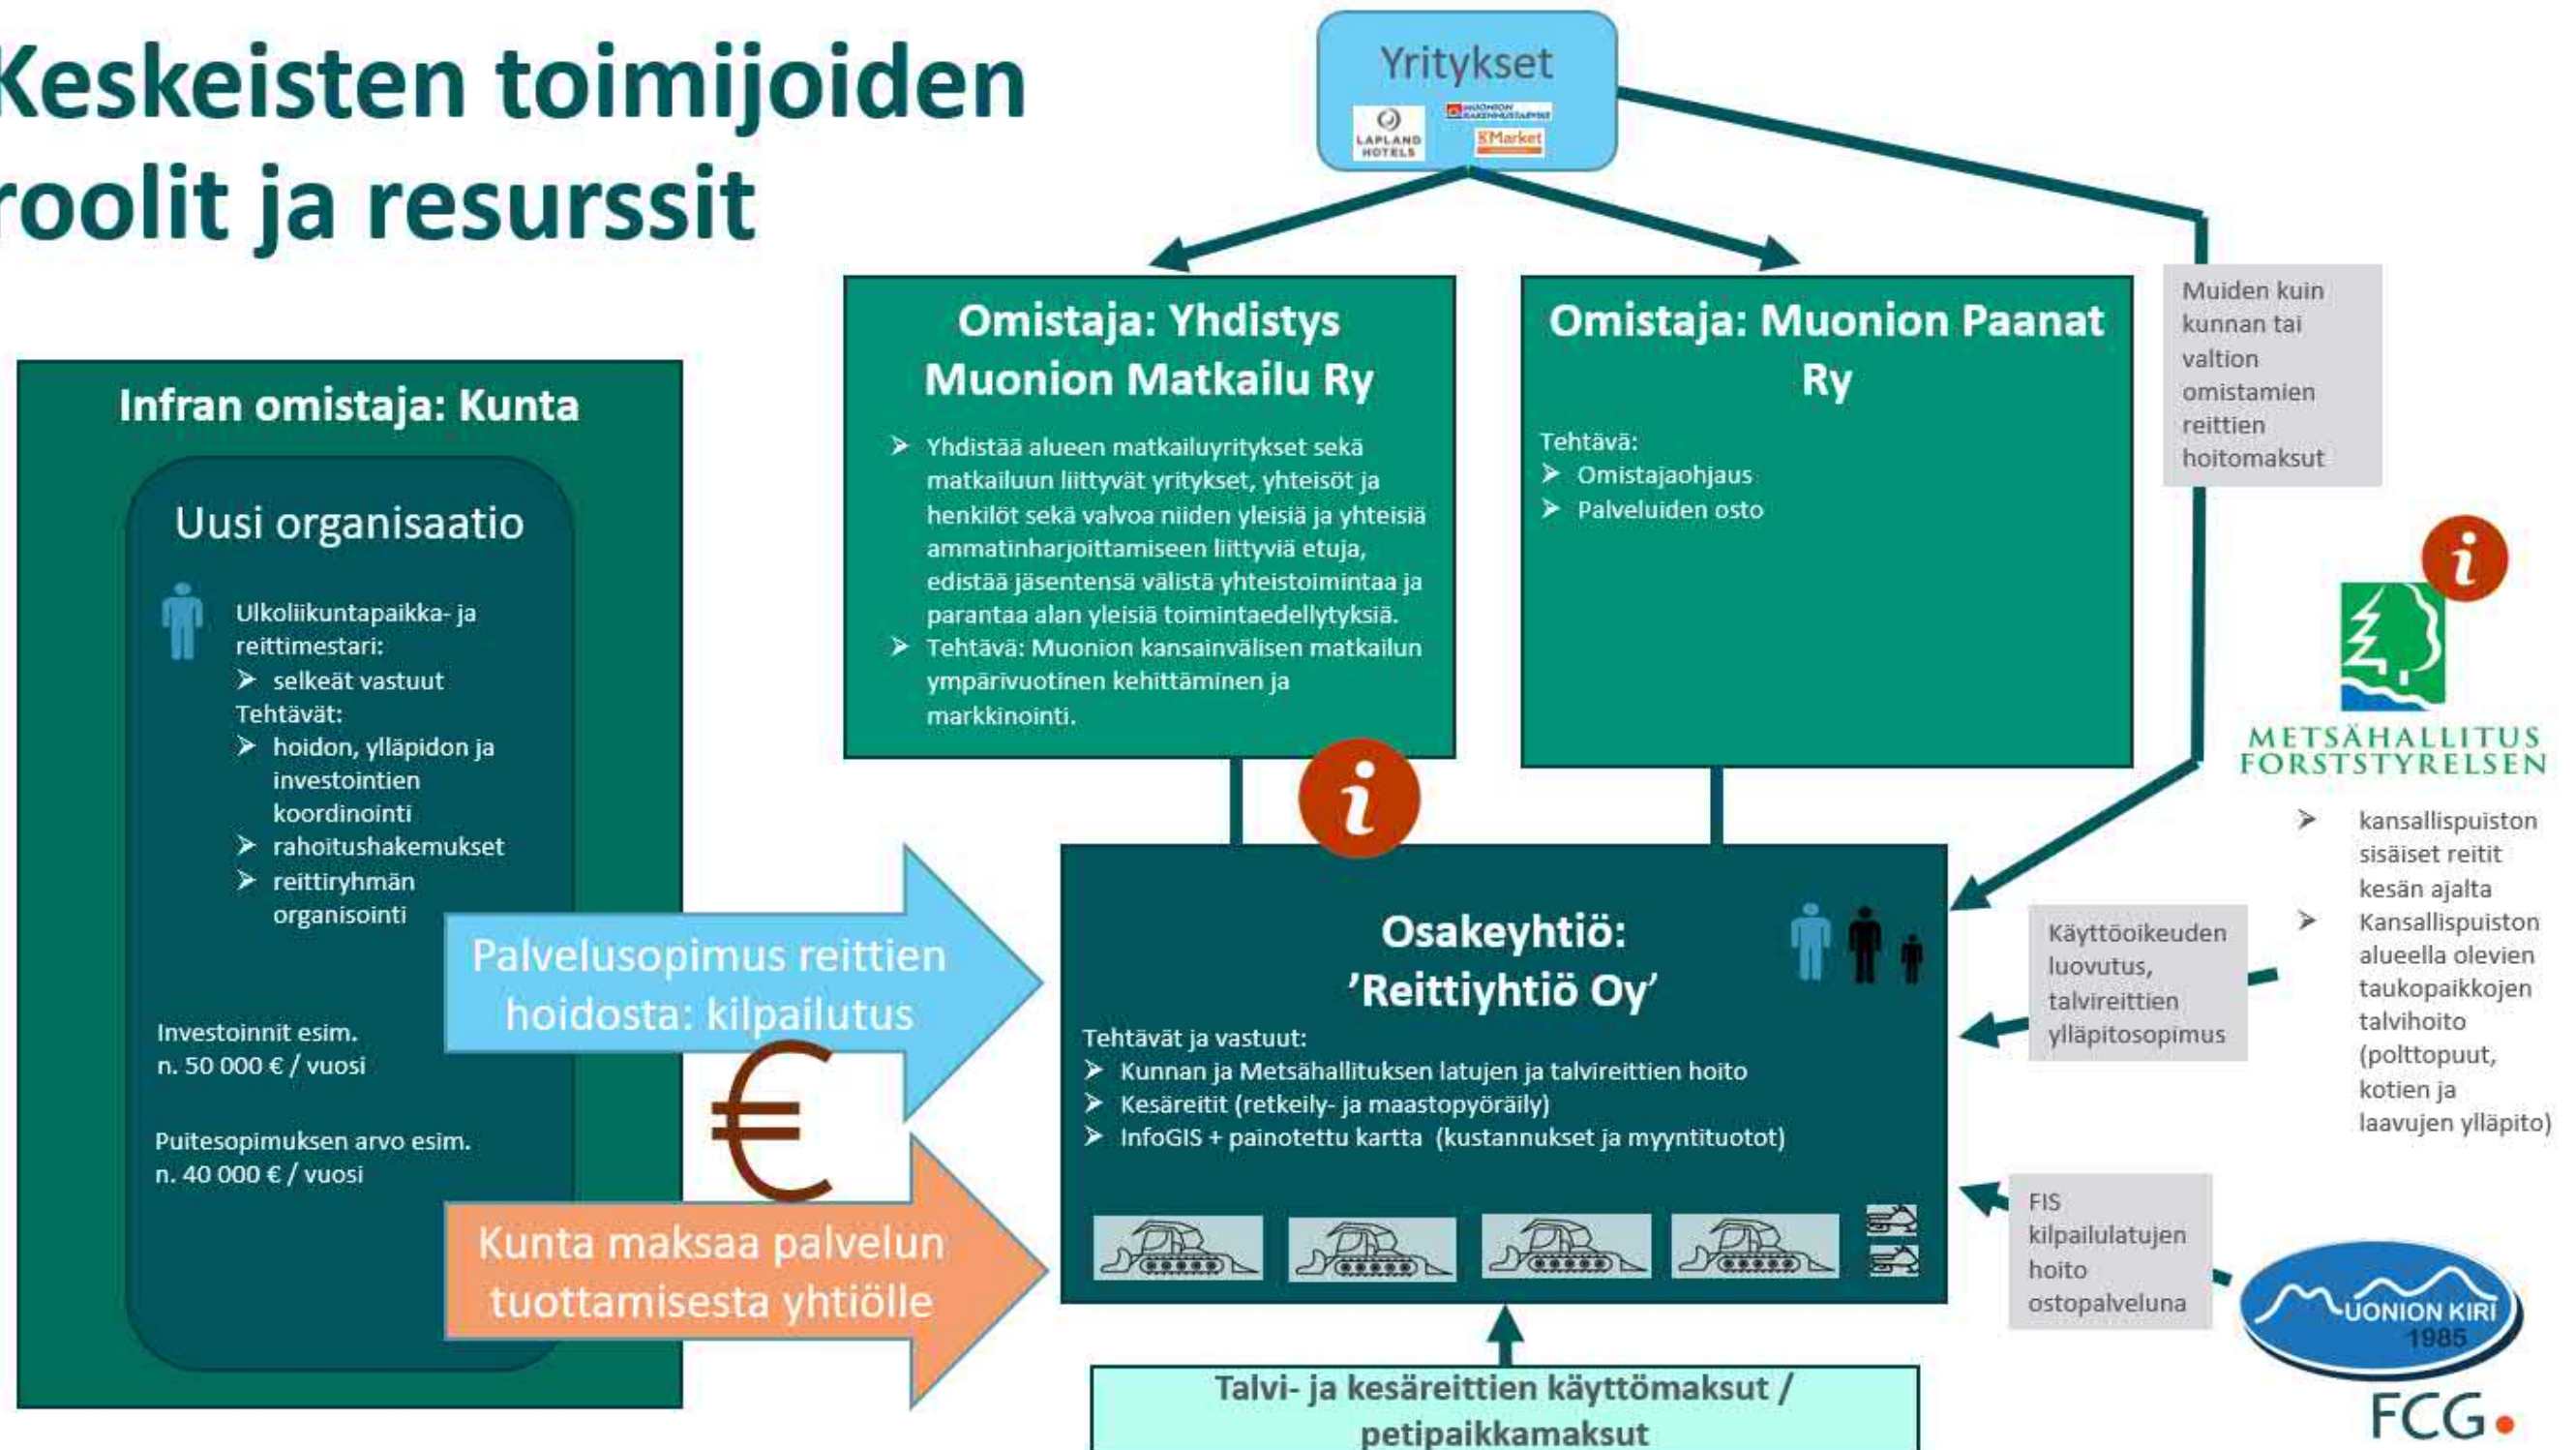 Keskeisten toimijoiden
roolit ja resurssit
Yritykset
LAPLAND
HOTELS
MUONION
RAKENNUSTARVIKE
K Market
Infran omistaja: Kunta
Uusi organisaatio
Ulkoliikuntapaikka- ja
reittimestari:
➤ selkeät vastuut
Tehtävät:
➤ hoidon, ylläpidon ja
investointien
koordinointi
➤ rahoitushakemukset
➤ reittiryhmän
organisointi
Investoinnit esim.
n. 50 000 € / vuosi
Puitesopimuksen arvo esim.
n. 40 000 € / vuosi
Palvelusopimus reittien
hoidosta: kilpailutus
€
Kunta maksaa palvelun
tuottamisesta yhtiölle
Omistaja: Yhdistys
Muonion Matkailu Ry
➤ Yhdistää alueen matkailuyritykset sekä
matkailuun liittyvät yritykset, yhteisöt ja
henkilöt sekä valvoa niiden yleisiä ja yhteisiä
ammatinharjoittamiseen liittyviä etuja,
edistää jäsentensä välistä yhteistoimintaa ja
parantaa alan yleisiä toimintaedellytyksiä.
➤ Tehtävä: Muonion kansainvälisen matkailun
ympärivuotinen kehittäminen ja
markkinointi.
i
Omistaja: Muonion Paanat
Ry
Tehtävä:
➤ Omistajaohjaus
➤ Palveluiden osto
Muiden kuin
kunnan tai
valtion
omistamien
reittien
hoitomaksut
Osakeyhtiö:
’Reittiyhtiö Oy’
Tehtävät ja vastuut:
➤ Kunnan ja Metsähallituksen latujen ja talvireittien hoito
➤ Kesäreitit (retkeily- ja maastopyöräily)
➤ InfoGIS + painotettu kartta (kustannukset ja myyntituotot)
Talvi- ja kesäreittien käyttömaksut /
petipaikkamaksut
i
METSÄHALLITUS
FORSTSTYRELSEN
➤ kansallispuiston
sisäiset reitit
kesän ajalta
➤ Kansallispuiston
alueella olevien
taukopaikkojen
talvihoito
(polttopuut,
kotien ja
laavujen ylläpito)
Käyttöoikeuden
luovutus,
talvireittien
ylläpitosopimus
FIS
kilpailulatujen
hoito
ostopalveluna
MUONION KIRI
1985
FCG